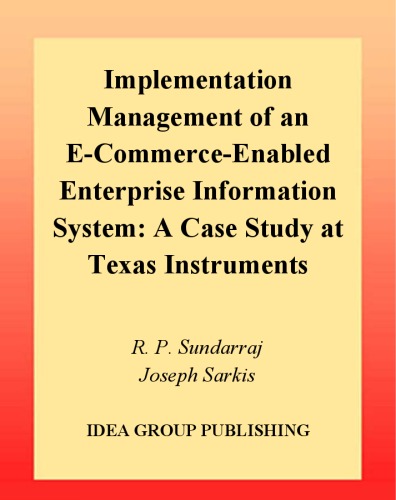 Implementation
Management of an
E-Commerce-Enabled
Enterprise Information
System: A Case Study at
Texas Instruments
R. P. Sundarraj
Joseph Sarkis
IDEA GROUP PUBLISHING